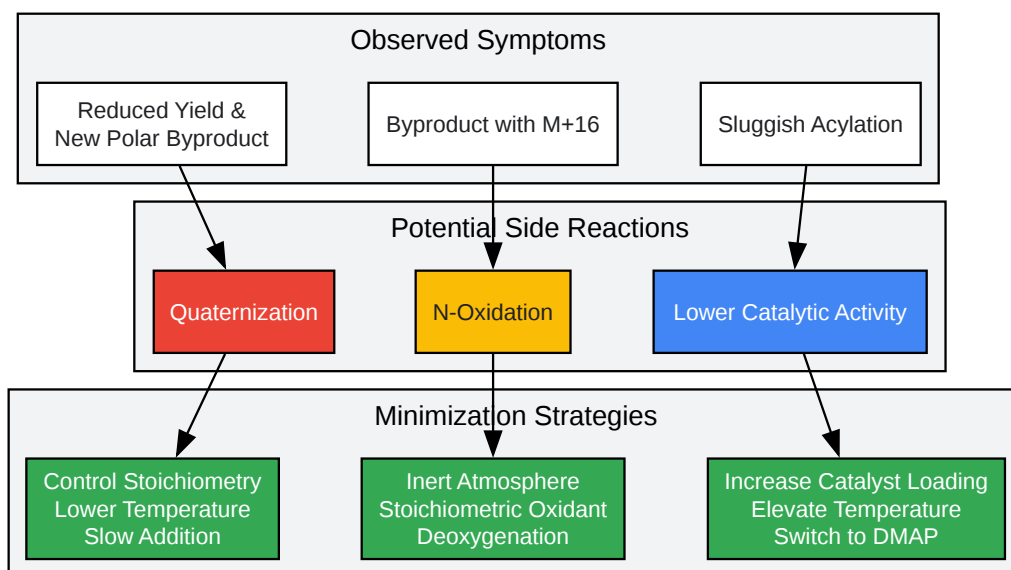 Observed Symptoms
Reduced Yield &
New Polar Byproduct
Byproduct with M+16
Sluggish Acylation
Potential Side Reactions
Quaternization
N-Oxidation
Lower Catalytic Activity
Minimization Strategies
Control Stoichiometry
Lower Temperature
Slow Addition
Inert Atmosphere
Stoichiometric Oxidant
Deoxygenation
Increase Catalyst Loading
Elevate Temperature
Switch to DMAP